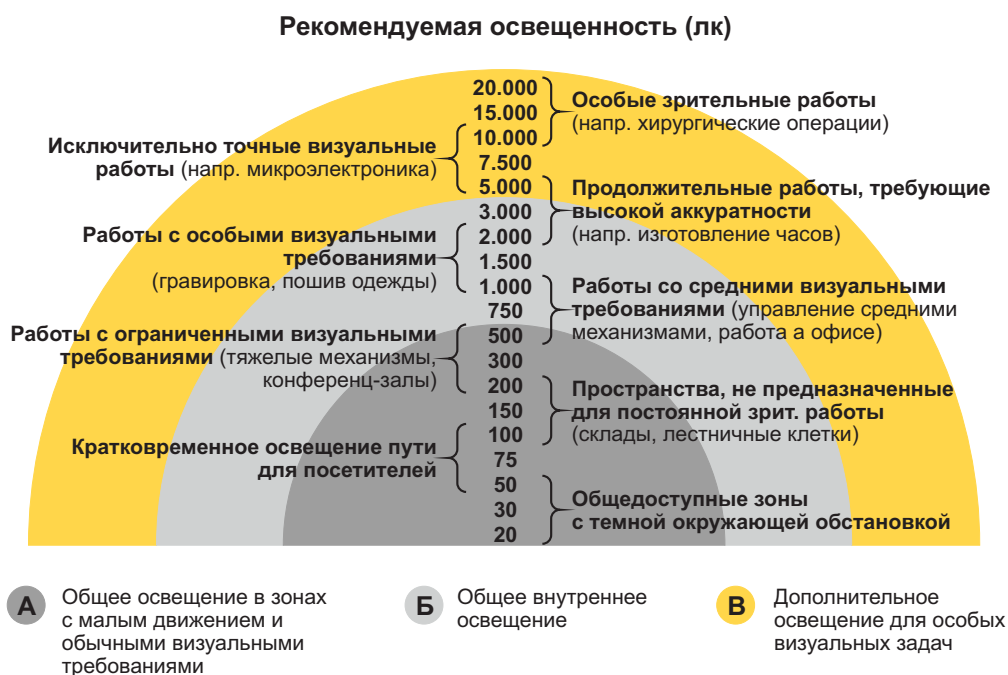 Рекомендуемая освещенность (лк)
20.000
15.000
10.000
7.500
5.000
3.000
2.000
1.500
1.000
750
500
300
200
150
100
75
50
30
20
Особые зрительные работы
(напр. хирургические операции)
Исключительно точные визуальные
работы (напр. микроэлектроника)
Продолжительные работы, требующие
высокой аккуратности
(напр. изготовление часов)
Работы с особыми визуальными
требованиями
(гравировка, пошив одежды)
Работы со средними визуальными
требованиями (управление средними
механизмами, работа а офисе)
Работы с ограниченными визуальными
требованиями (тяжелые механизмы,
конференц-залы)
Пространства, не предназначенные
для постоянной зрит. работы
(склады, лестничные клетки)
Кратковременное освещение пути
для посетителей
Общедоступные зоны
с темной окружающей обстановкой
А
Общее освещение в зонах
с малым движением и
обычными визуальными
требованиями
Б
Общее внутреннее
освещение
В
Дополнительное
освещение для особых
визуальных задач